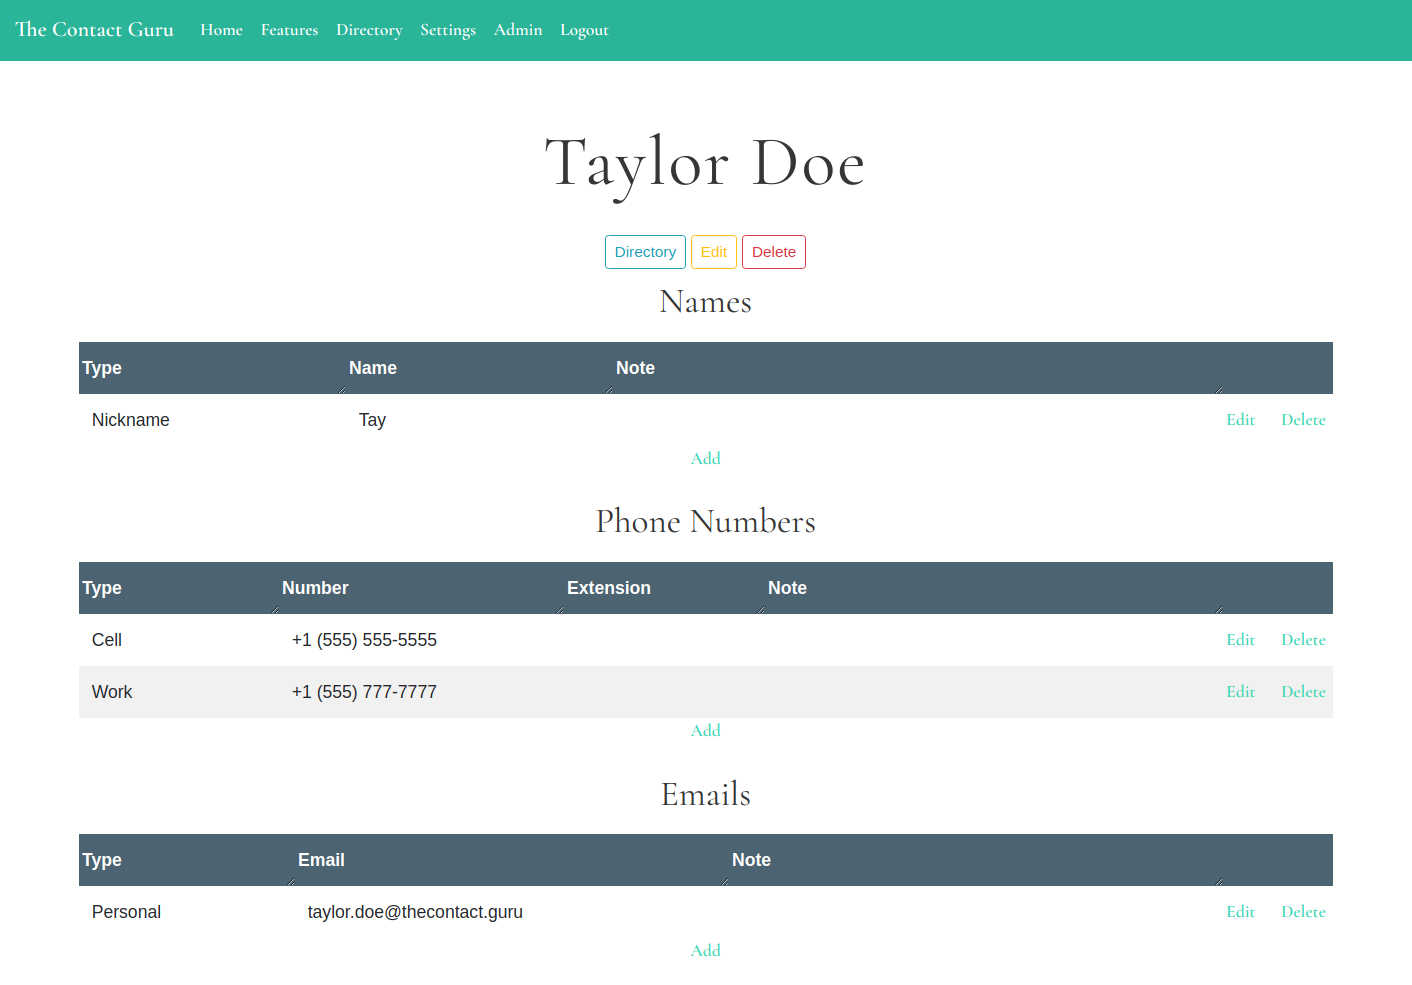 The Contact Guru Home Features Directory Settings Admin Logout
Taylor Doe
Directory Edit Delete
Names
Type Name Note
Nickname Tay Edit Delete
Add
Phone Numbers
Type Number Extension Note
Cell +1 (555) 555-5555 Edit Delete
Work +1 (555) 777-7777 Edit Delete
Add
Emails
Type Email Note
Personal taylor.doe@thecontact.guru Edit Delete
Add